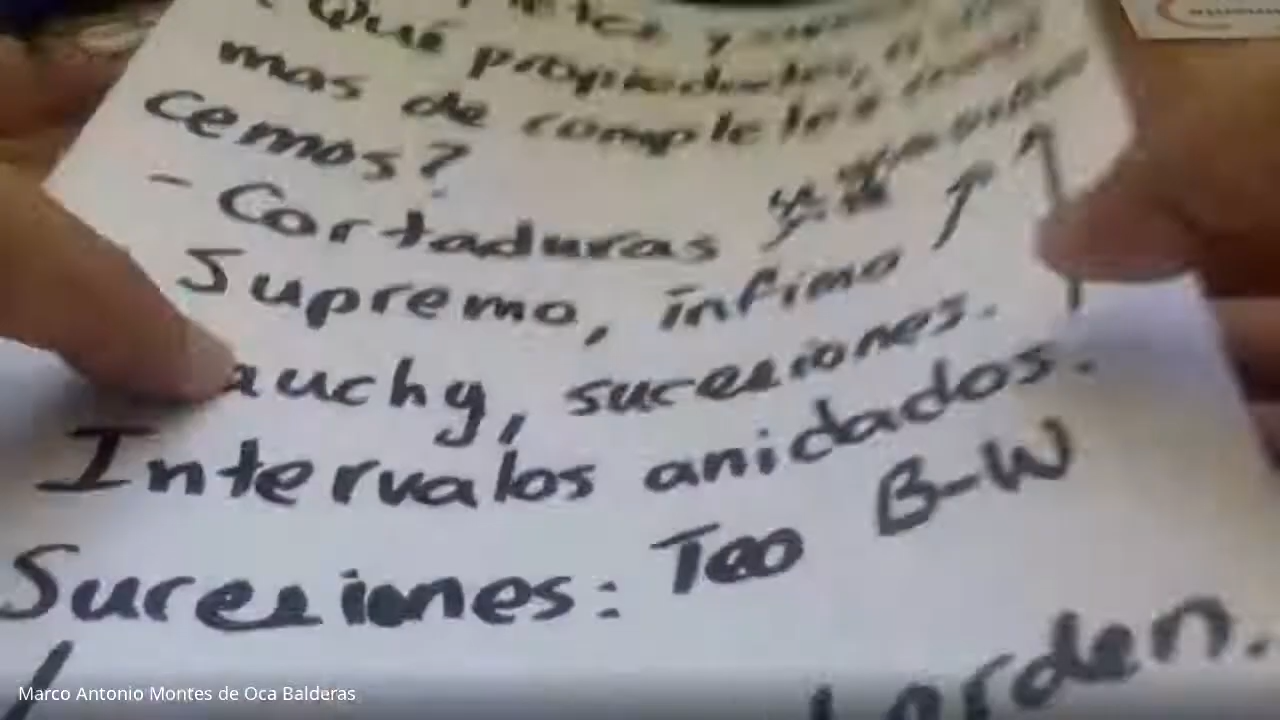 ¿Qué propiedades, o
mas de completez cono
cemos?
- Cortaduras y
Supremo, ínfimo ↑
auchy, sucesiones.
Intervalos anidados.
Sucesiones: Teo B-W
orden.
Marco Antonio Montes de Oca Balderas